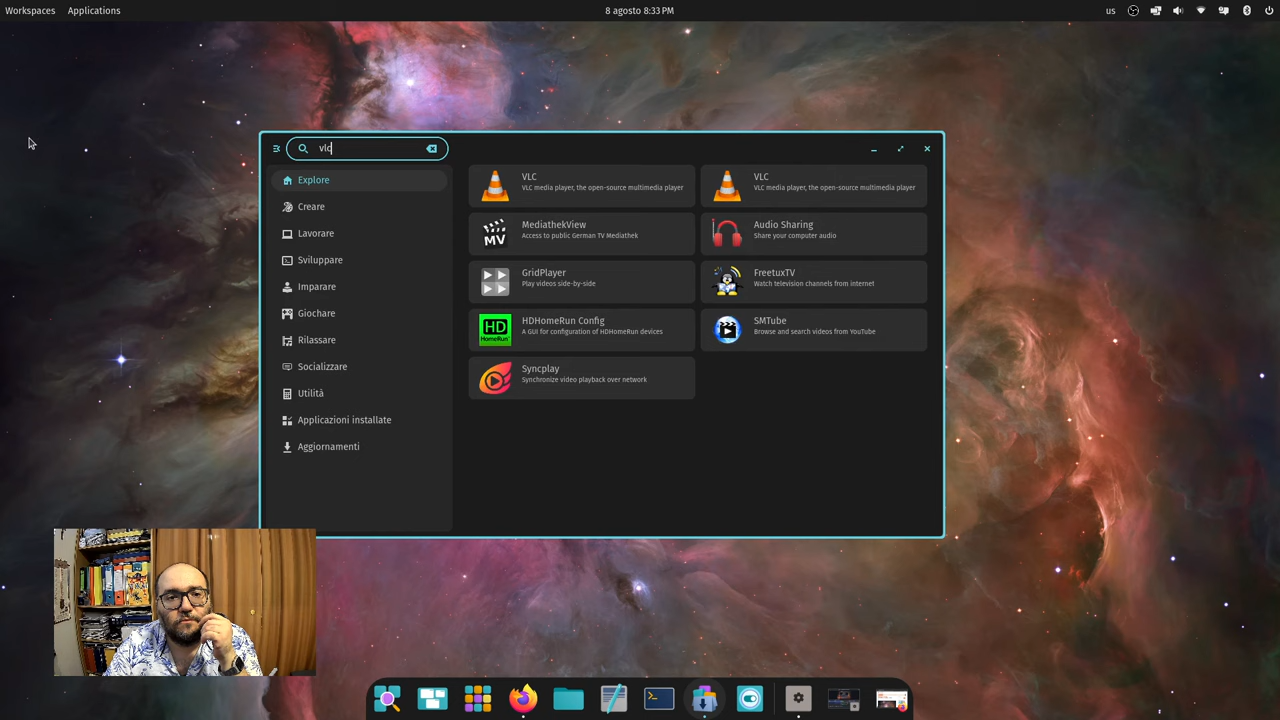 Workspaces Applications 8 agosto 8:33 PM us
vlc
Explore
Creare
Lavorare
Sviluppare
Imparare
Giochare
Rilassare
Socializzare
Utilità
Applicazioni installate
Aggiornamenti
VLC
VLC media player, the open-source multimedia player
VLC
VLC media player, the open-source multimedia player
MV
MediathekView
Access to public German TV Mediathek
Audio Sharing
Share your computer audio
GridPlayer
Play videos side-by-side
FreetuxTV
Watch television channels from internet
HD
HomeRun
HDHomeRun Config
A GUI for configuration of HDHomeRun devices
SMTube
Browse and search videos from YouTube
Syncplay
Synchronize video playback over network